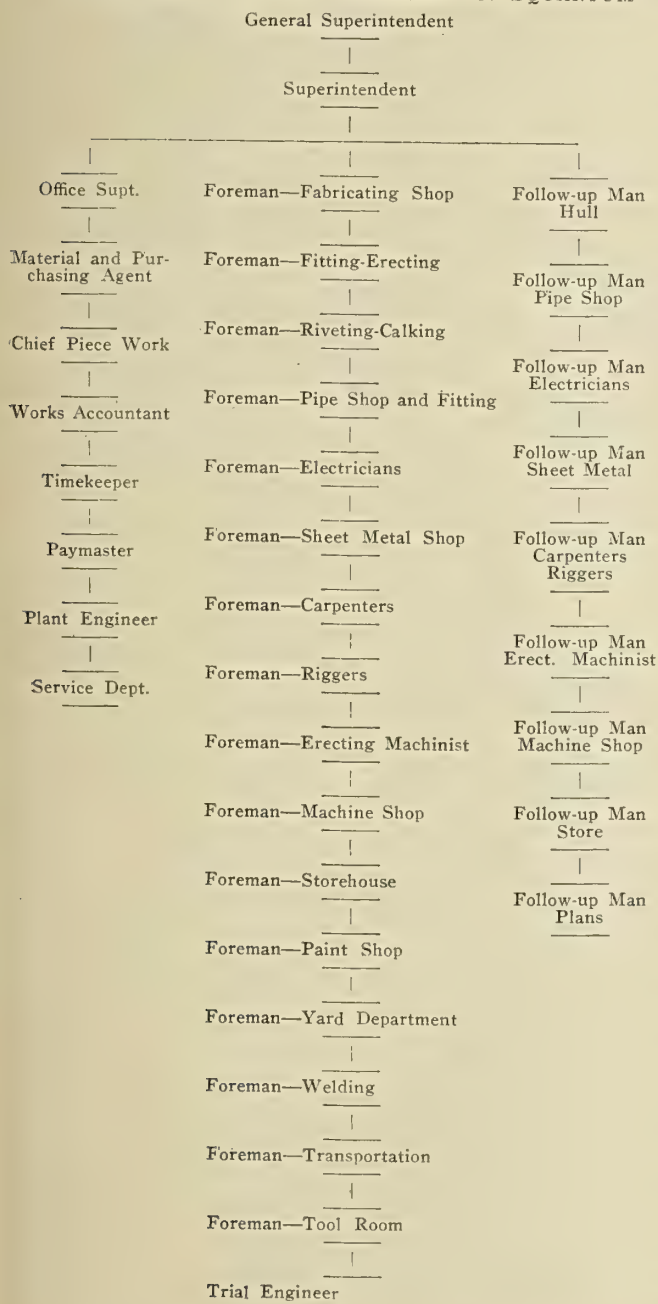 General Superintendent
Superintendent
Office Supt.
Material and Pur-
chasing Agent
Chief Piece Work
Works Accountant
Timekeeper
Paymaster
Plant Engineer
Service Dept.
Foreman—Fabricating Shop
Foreman—Fitting-Erecting
Foreman—Riveting-Calking
Foreman—Pipe Shop and Fitting
Foreman—Electricians
Foreman—Sheet Metal Shop
Foreman—Carpenters
Foreman—Riggers
Foreman—Erecting Machinist
Foreman—Machine Shop
Foreman—Storehouse
Foreman—Paint Shop
Foreman—Yard Department
Foreman—Welding
Foreman—Transportation
Foreman—Tool Room
Trial Engineer
Follow-up Man
Hull
Follow-up Man
Pipe Shop
Follow-up Man
Electricians
Follow-up Man
Sheet Metal
Follow-up Man
Carpenters
Riggers
Follow-up Man
Erect. Machinist
Follow-up Man
Machine Shop
Follow-up Man
Store
Follow-up Man
Plans